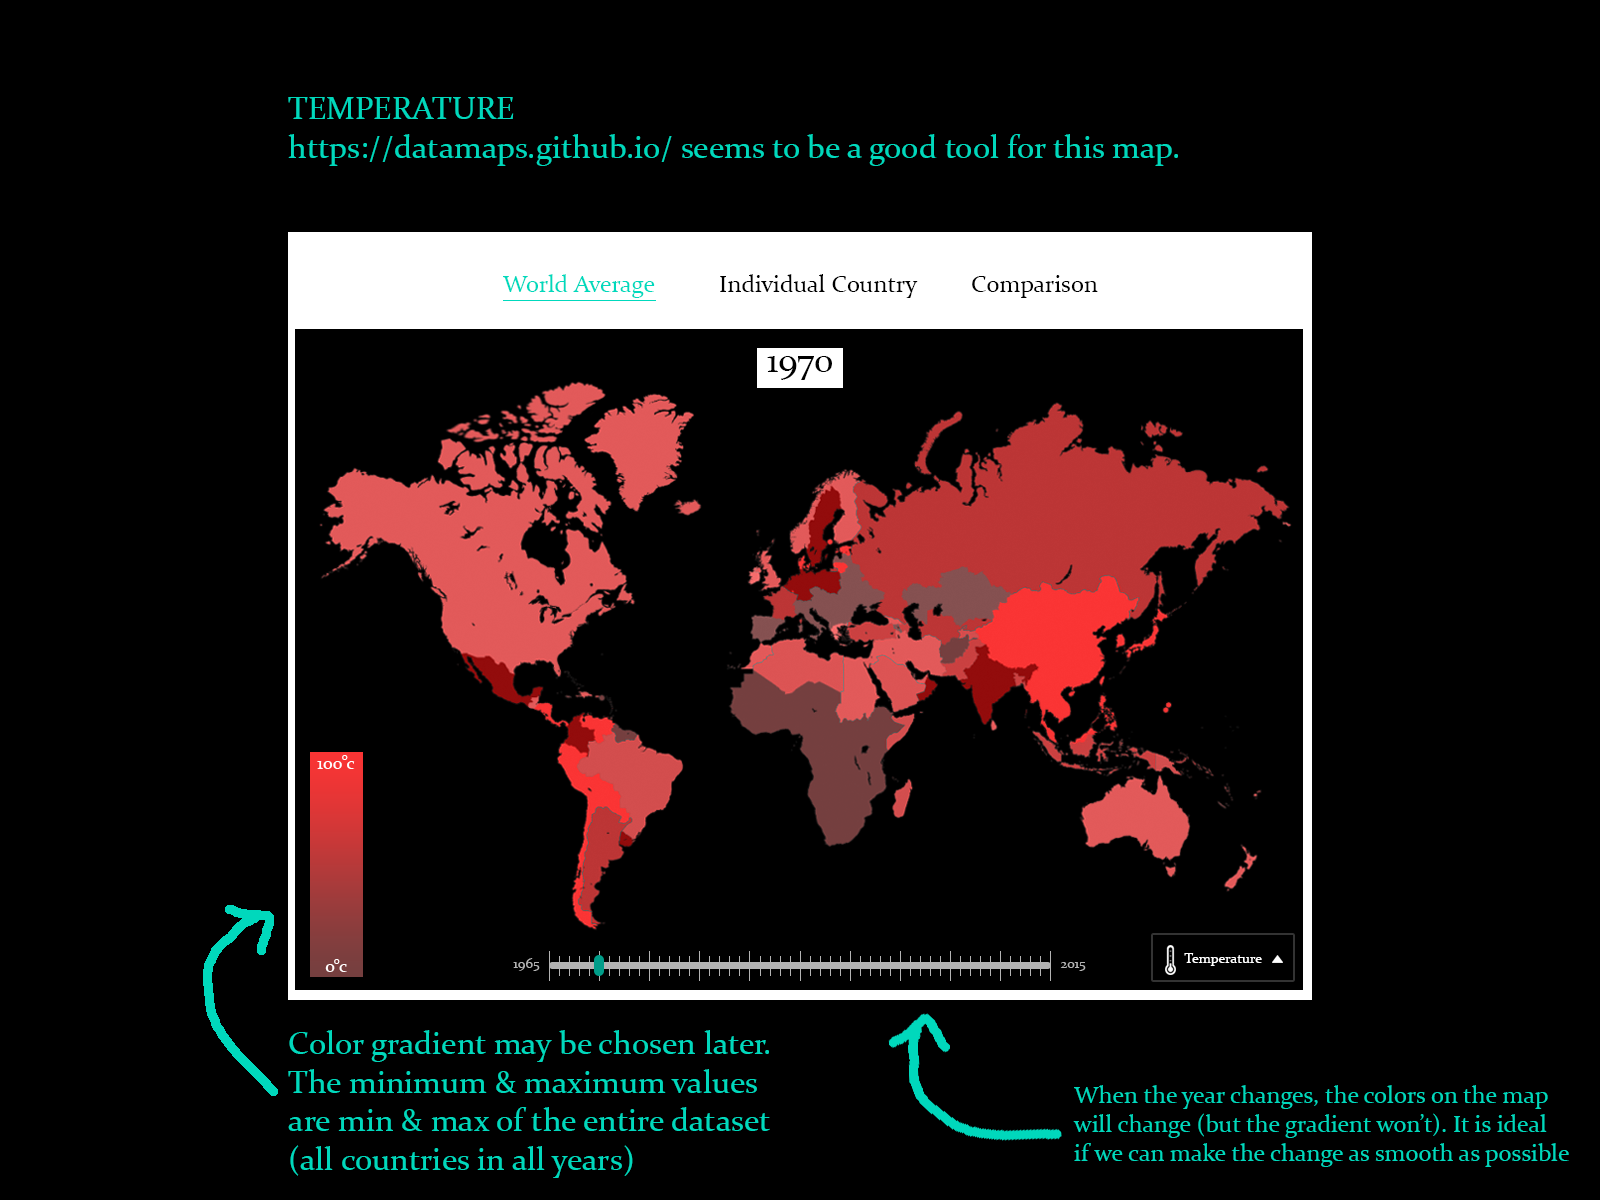 TEMPERATURE
https://datamaps.github.io/ seems to be a good tool for this map.
World Average Individual Country Comparison
1970
100°c
0°c
1965
2015
Temperature
Color gradient may be chosen later.
The minimum & maximum values
are min & max of the entire dataset
(all countries in all years)
When the year changes, the colors on the map
will change (but the gradient won’t). It is ideal
if we can make the change as smooth as possible